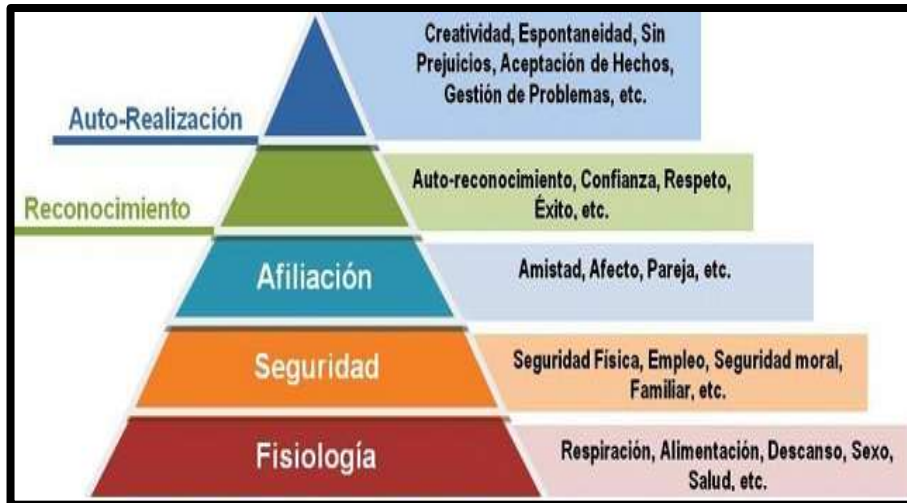 Creatividad, Espontaneidad, Sin
Prejuicios, Aceptación de Hechos,
Gestión de Problemas, etc.
Auto-Realización
Auto-reconocimiento, Confianza, Respeto,
Éxito, etc.
Reconocimiento
Afiliación
Amistad, Afecto, Pareja, etc.
Seguridad
Seguridad Física, Empleo, Seguridad moral,
Familiar, etc.
Fisiología
Respiración, Alimentación, Descanso, Sexo,
Salud, etc.